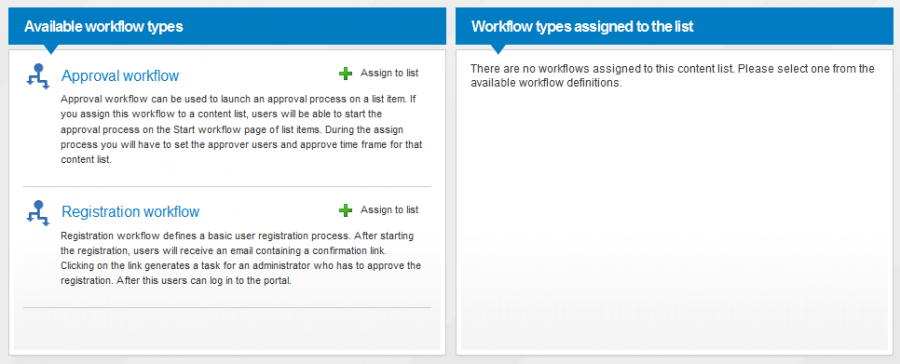 Available workflow types
Approval workflow
Assign to list
Approval workflow can be used to launch an approval process on a list item. If
you assign this workflow to a content list, users will be able to start the
approval process on the Start workflow page of list items. During the assign
process you will have to set the approver users and approve time frame for that
content list.
Registration workflow
Assign to list
Registration workflow defines a basic user registration process. After starting
the registration, users will receive an email containing a confirmation link.
Clicking on the link generates a task for an administrator who has to approve the
registration. After this users can log in to the portal.
Workflow types assigned to the list
There are no workflows assigned to this content list. Please select one from the
available workflow definitions.